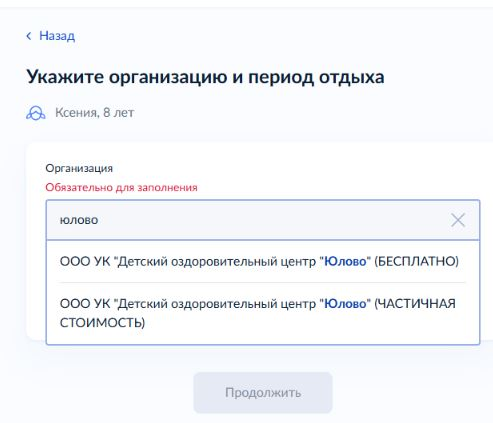 Назад
Укажите организацию и период отдыха
Ксения, 8 лет
Организация
Обязательно для заполнения
юлово
ООО УК "Детский оздоровительный центр "Юлово" (БЕСПЛАТНО)
ООО УК "Детский оздоровительный центр "Юлово" (ЧАСТИЧНАЯ
СТОИМОСТЬ)
Продолжить